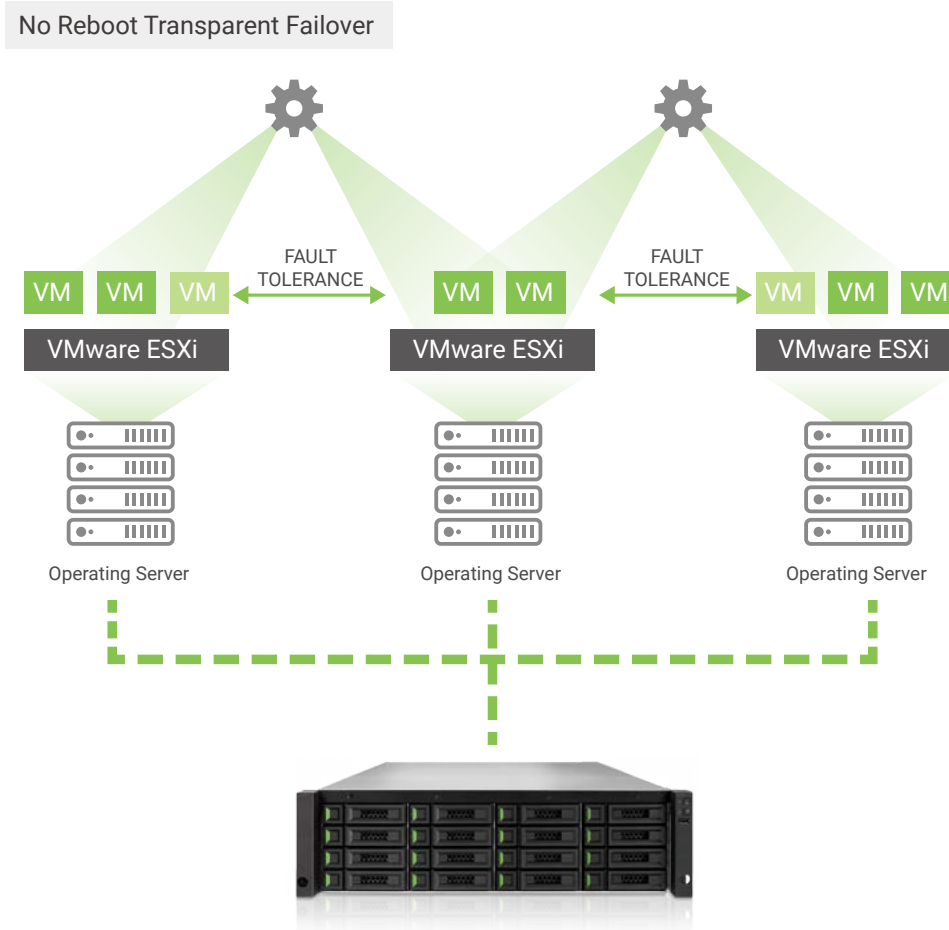 No Reboot Transparent Failover
FAULT
TOLERANCE
FAULT
TOLERANCE
VM VM VM
VM VM
VM VM VM
VMware ESXi
VMware ESXi
VMware ESXi
Operating Server
Operating Server
Operating Server